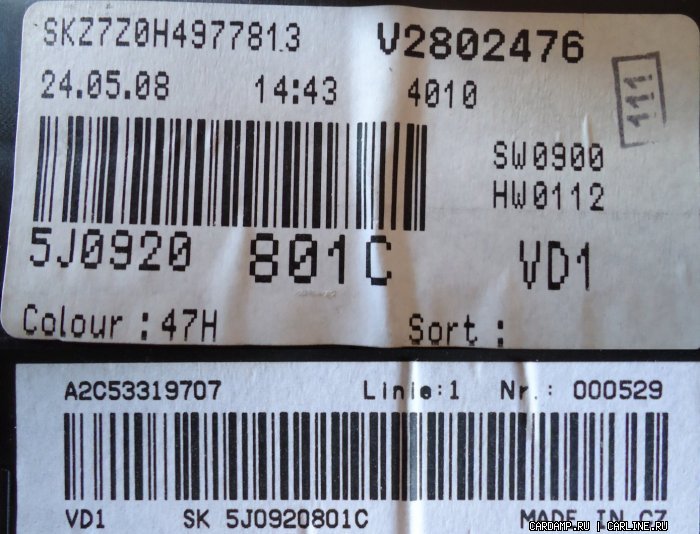 SKZ7Z0H4977813 V2802476
24.05.08 14:43 4010
111
SW0900
HW0112
5J0920 801C VD1
Colour : 47H Sort :
A2C53319707 Linie:1 Nr.: 000529
VD1 SK 5J0920801C MADE IN CZ
CARDAMP.RU | CARLINE.RU